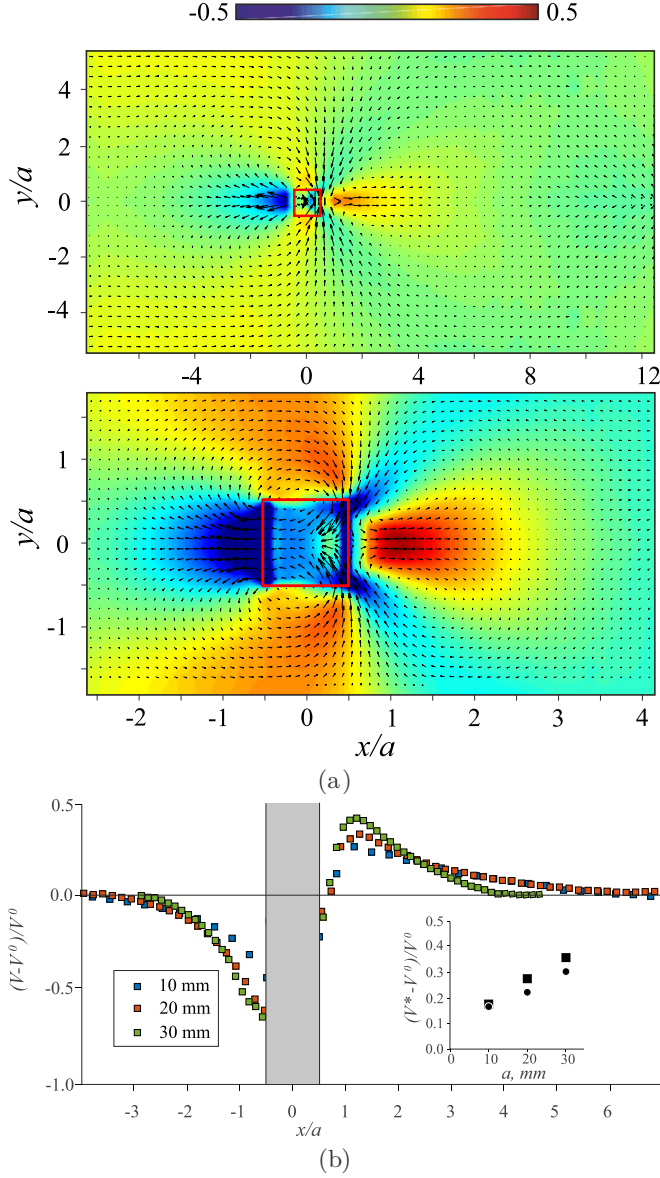 -0.5 0.5
y/a
4
2
0
-2
-4
-4 0 4 8 12
y/a
1
0
-1
-2 -1 0 1 2 3 4
x/a
(a)
(V-V⁰)/V⁰
0.5
0.0
-0.5
-1.0
10 mm
20 mm
30 mm
(V*-V⁰)/V⁰
0.5
0.4
0.3
0.2
0.1
0.0
0 10 20 30
a, mm
-3 -2 -1 0 1 2 3 4 5 6
x/a
(b)